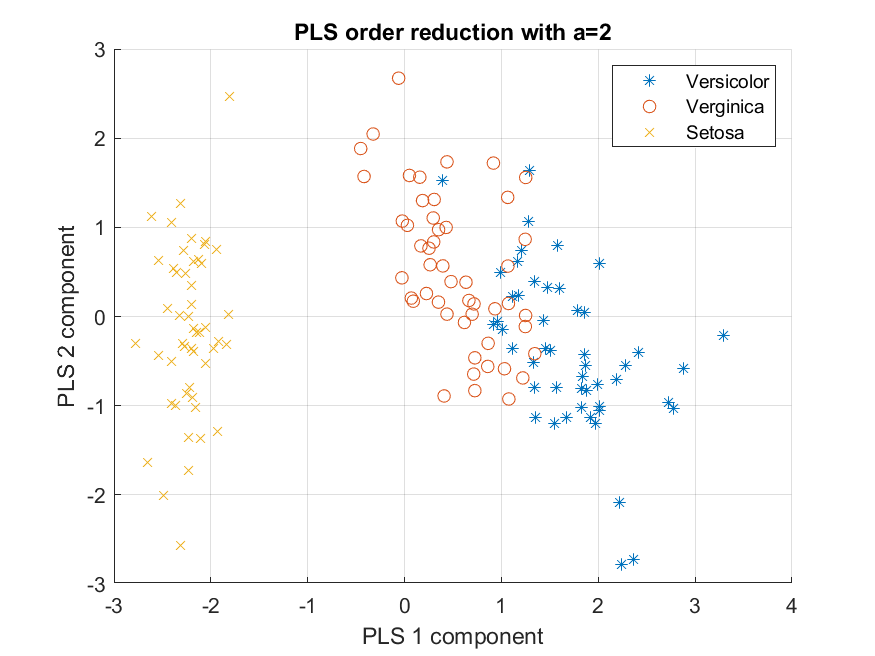 PLS order reduction with a=2
Versicolor
Verginica
Setosa
3
2
1
0
-1
-2
-3
PLS 2 component
-3
-2
-1
0
1
2
3
4
PLS 1 component